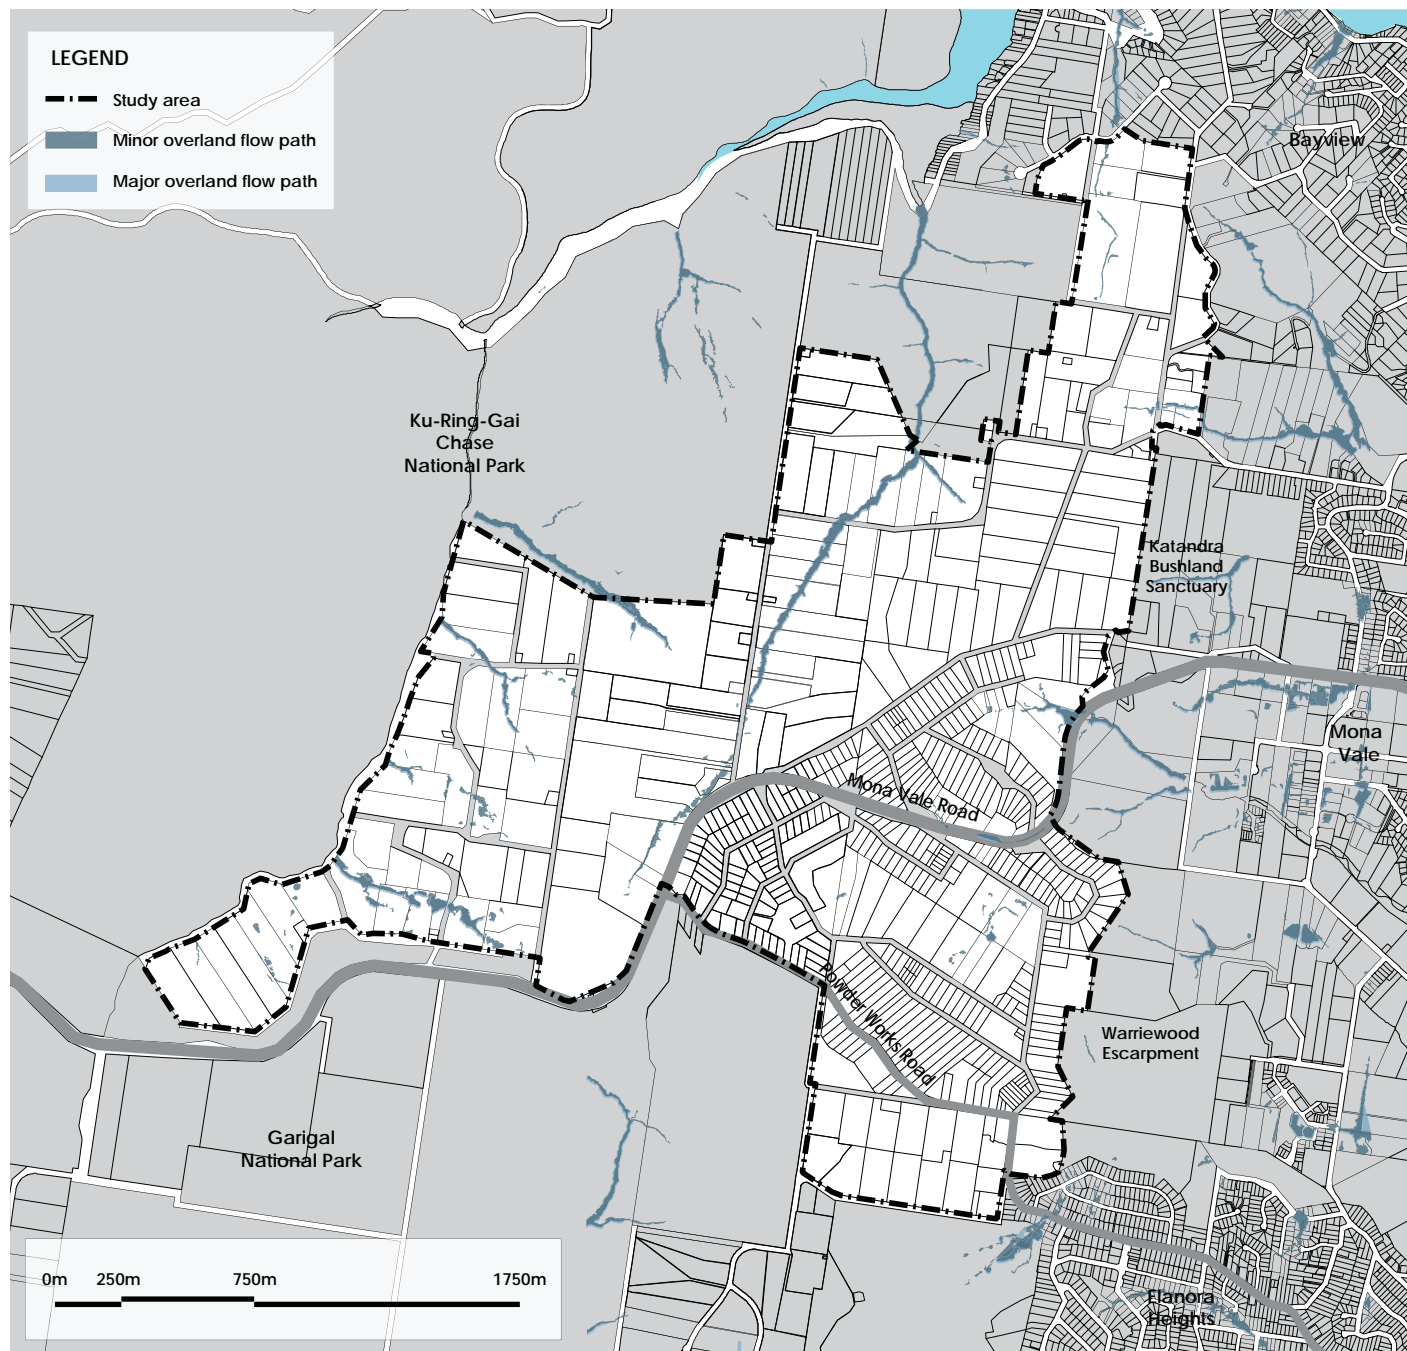 LEGEND
Study area
Minor overland flow path
Major overland flow path
Bayview
Ku-Ring-Gai
Chase
National Park
Katandra
Bushland
Sanctuary
Mona
Vale
Mona Vale Road
Powder Works Road
Warriewood
Escarpment
Garigal
National Park
Elanora
Heights
0m 250m 750m 1750m